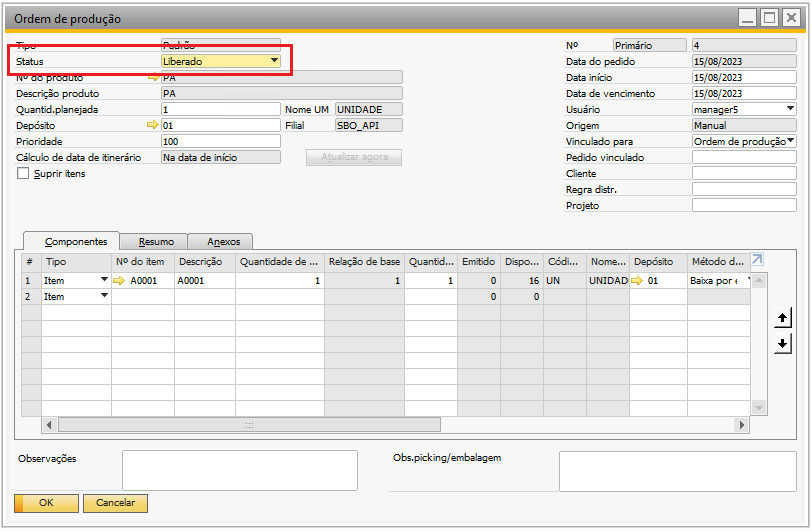 Ordem de produção
Tipo Padrão
Status Liberado
Nº do produto PA
Descrição produto PA
Quantid.planejada 1 Nome UM UNIDADE
Depósito 01 Filial SBO_API
Prioridade 100
Cálculo de data de itinerário Na data de início Atualizar agora
Suprir itens
Nº Primário 4
Data do pedido 15/08/2023
Data início 15/08/2023
Data de vencimento 15/08/2023
Usuário manager5
Origem Manual
Vinculado para Ordem de produção
Pedido vinculado
Cliente
Regra distr.
Projeto
Componentes Resumo Anexos
# Tipo Nº do item Descrição Quantidade de ... Relação de base Quantid... Emitido Dispo... Códi... Nome... Depósito Método d...
1 Item A0001 A0001 1 1 1 0 16 UN UNIDAD 01 Baixa por e
2 Item 0 0
Observações
Obs.picking/embalagem
OK Cancelar